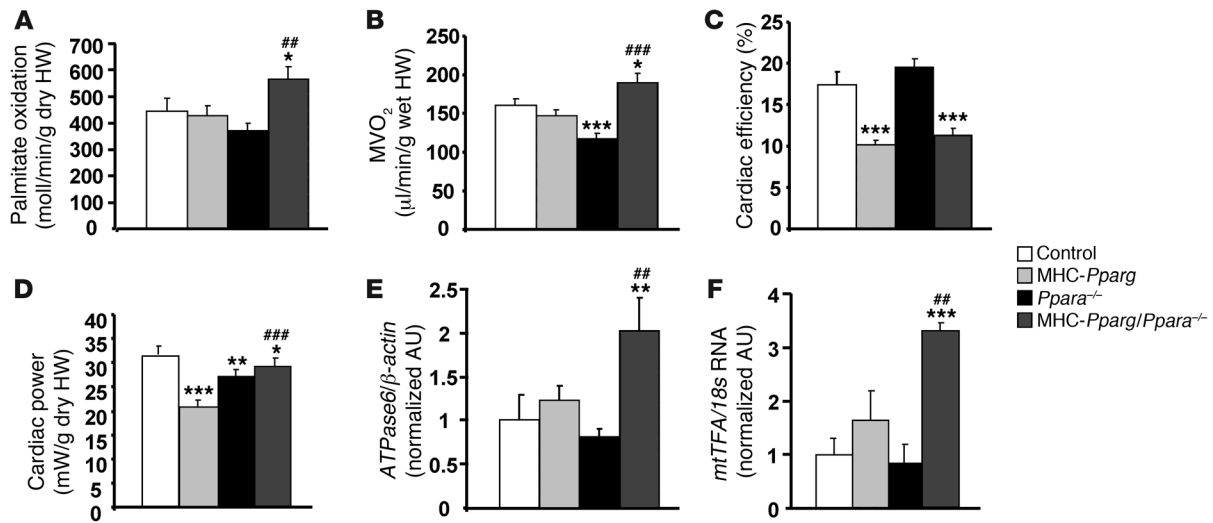 A
Palmitate oxidation
(moll/min/g dry HW)
700
600
500
400
300
200
100
0
##
*
B
MVO2
(μl/min/g wet HW)
250
200
150
100
50
0
***
###
*
C
Cardiac efficiency (%)
25
20
15
10
5
0
***
***
D
Cardiac power
(mW/g dry HW)
40
35
30
25
20
15
10
5
0
***
**
###
*
E
ATPase6/β-actin
(normalized AU)
2.5
2
1.5
1
0.5
0
##
**
F
mtTFA/18s RNA
(normalized AU)
4
3
2
1
0
##
***
Control
MHC-Pparg
Ppara–/–
MHC-Pparg/Ppara–/–